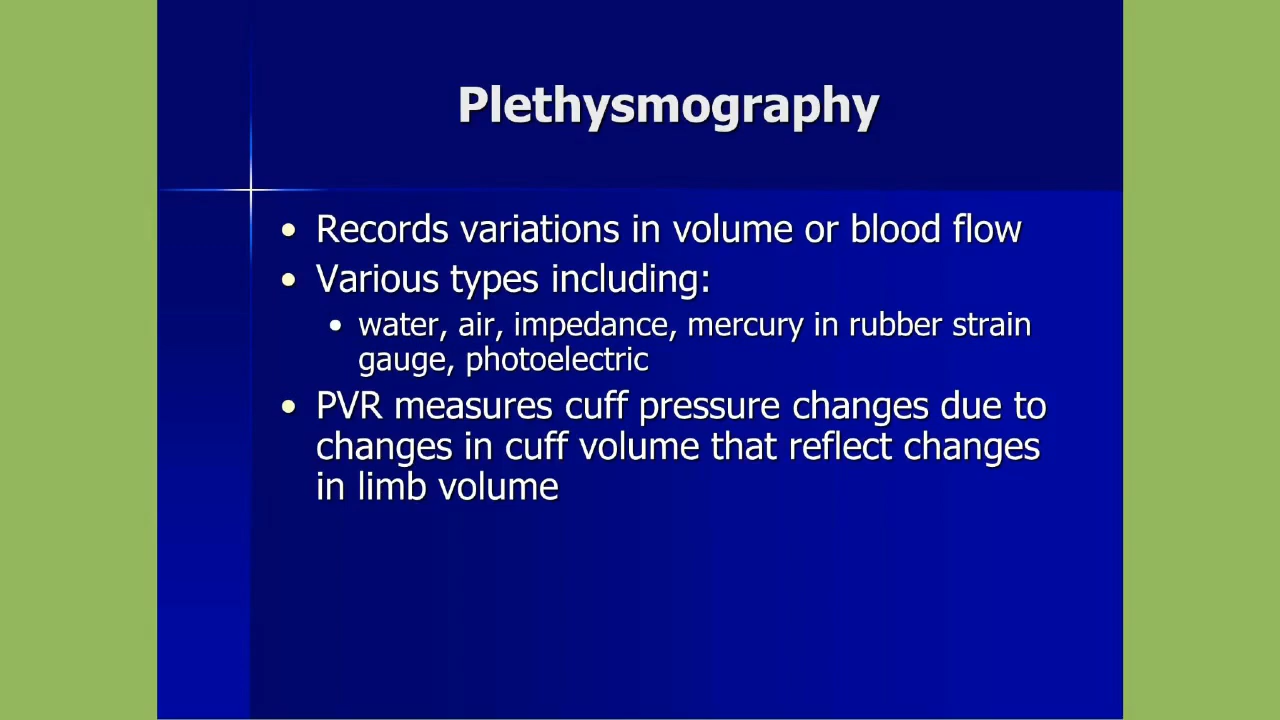 Plethysmography
• Records variations in volume or blood flow
• Various types including:
• water, air, impedance, mercury in rubber strain
gauge, photoelectric
• PVR measures cuff pressure changes due to
changes in cuff volume that reflect changes
in limb volume